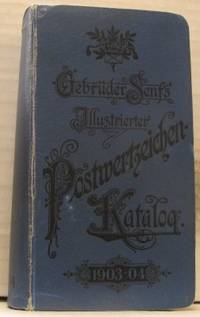 Gebrüder Senf's
Illustrierter
Postwertzeichen-
Katalog.
1903-04